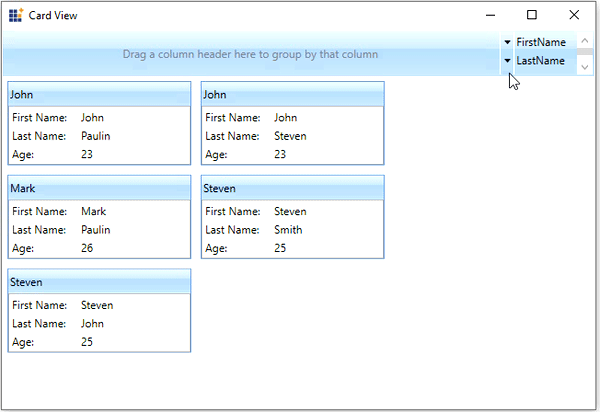 Card View
Drag a column header here to group by that column
FirstName
LastName
John
First Name: John
Last Name: Paulin
Age: 23
John
First Name: John
Last Name: Steven
Age: 23
Mark
First Name: Mark
Last Name: Paulin
Age: 26
Steven
First Name: Steven
Last Name: Smith
Age: 25
Steven
First Name: Steven
Last Name: John
Age: 25